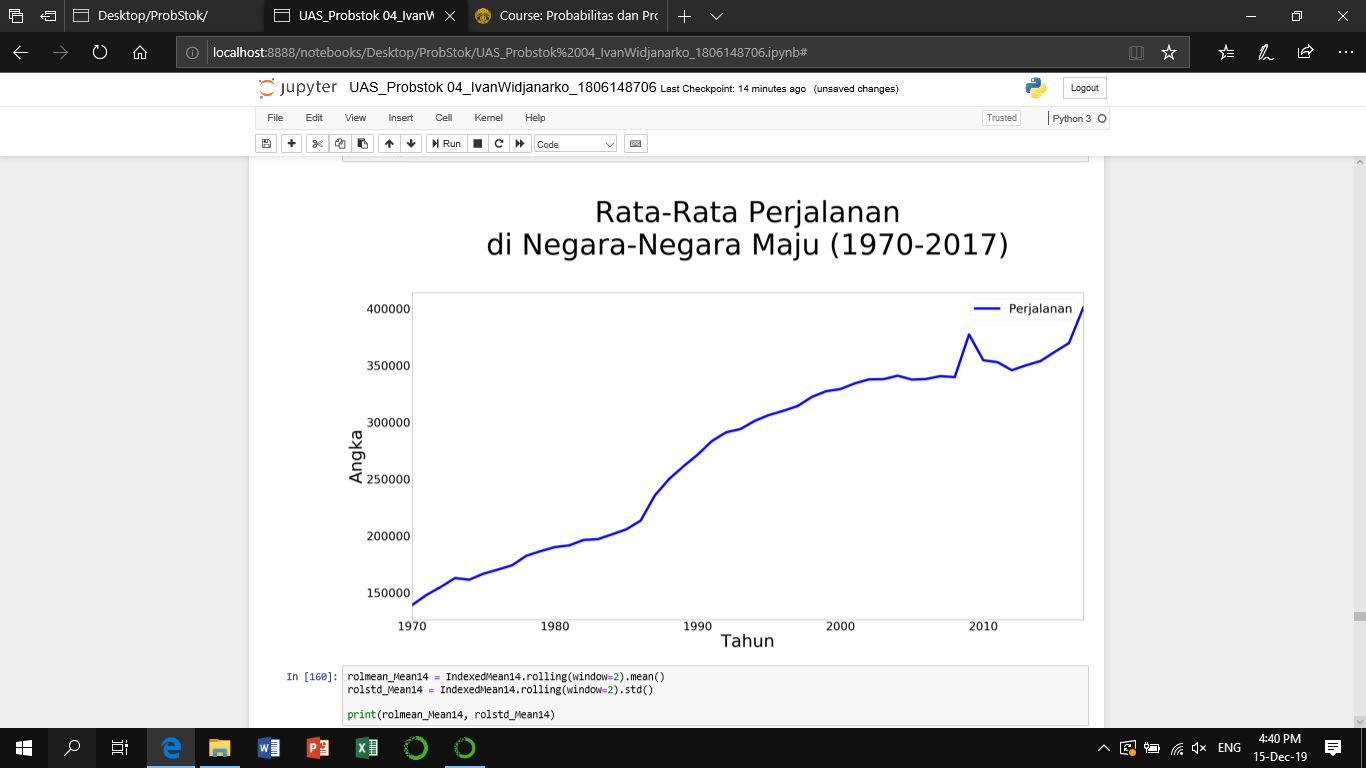 Desktop/ProbStok/
UAS_Probstok 04_IvanW
Course: Probabilitas dan Pro
localhost:8888/notebooks/Desktop/ProbStok/UAS_Probstok%2004_IvanWidjanarko_1806148706.ipynb#
jupyter UAS_Probstok 04_IvanWidjanarko_1806148706 Last Checkpoint: 14 minutes ago (unsaved changes)
Logout
File Edit View Insert Cell Kernel Help
Trusted
Python 3
Run
Code
Rata-Rata Perjalanan
di Negara-Negara Maju (1970-2017)
Perjalanan
400000
350000
300000
250000
200000
150000
Angka
1970 1980 1990 2000 2010
Tahun
In [160]: rolmean_Mean14 = IndexedMean14.rolling(window=2).mean()
rolstd_Mean14 = IndexedMean14.rolling(window=2).std()
print(rolmean_Mean14, rolstd_Mean14)
ENG
4:40 PM
15-Dec-19